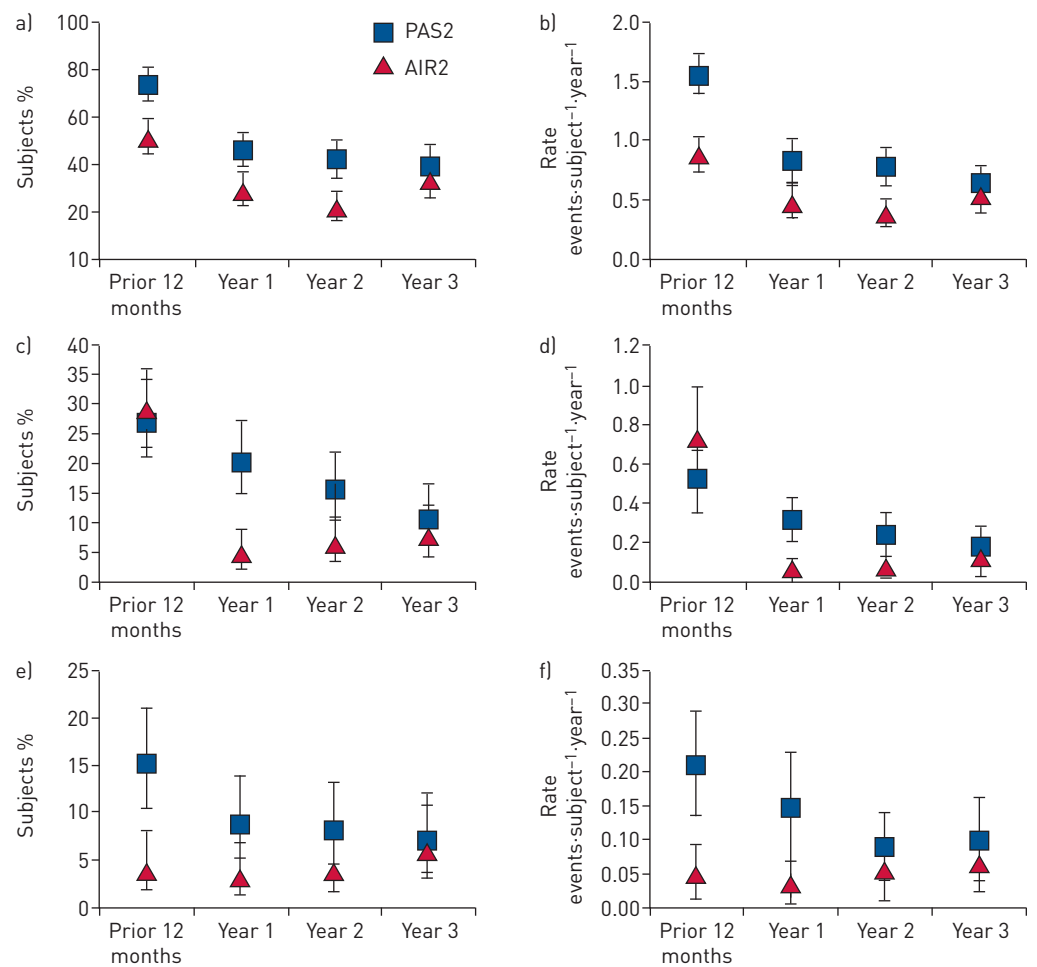 a)
Subjects %
100
80
60
40
20
10
PAS2
AIR2
Prior 12
months
Year 1
Year 2
Year 3
b)
Rate
events·subject⁻¹·year⁻¹
2.0
1.5
1.0
0.5
0.0
Prior 12
months
Year 1
Year 2
Year 3
c)
Subjects %
40
35
30
25
20
15
10
5
0
Prior 12
months
Year 1
Year 2
Year 3
d)
Rate
events·subject⁻¹·year⁻¹
1.2
1.0
0.8
0.6
0.4
0.2
0.0
Prior 12
months
Year 1
Year 2
Year 3
e)
Subjects %
25
20
15
10
5
0
Prior 12
months
Year 1
Year 2
Year 3
f)
Rate
events·subject⁻¹·year⁻¹
0.35
0.30
0.25
0.20
0.15
0.10
0.05
0.00
Prior 12
months
Year 1
Year 2
Year 3